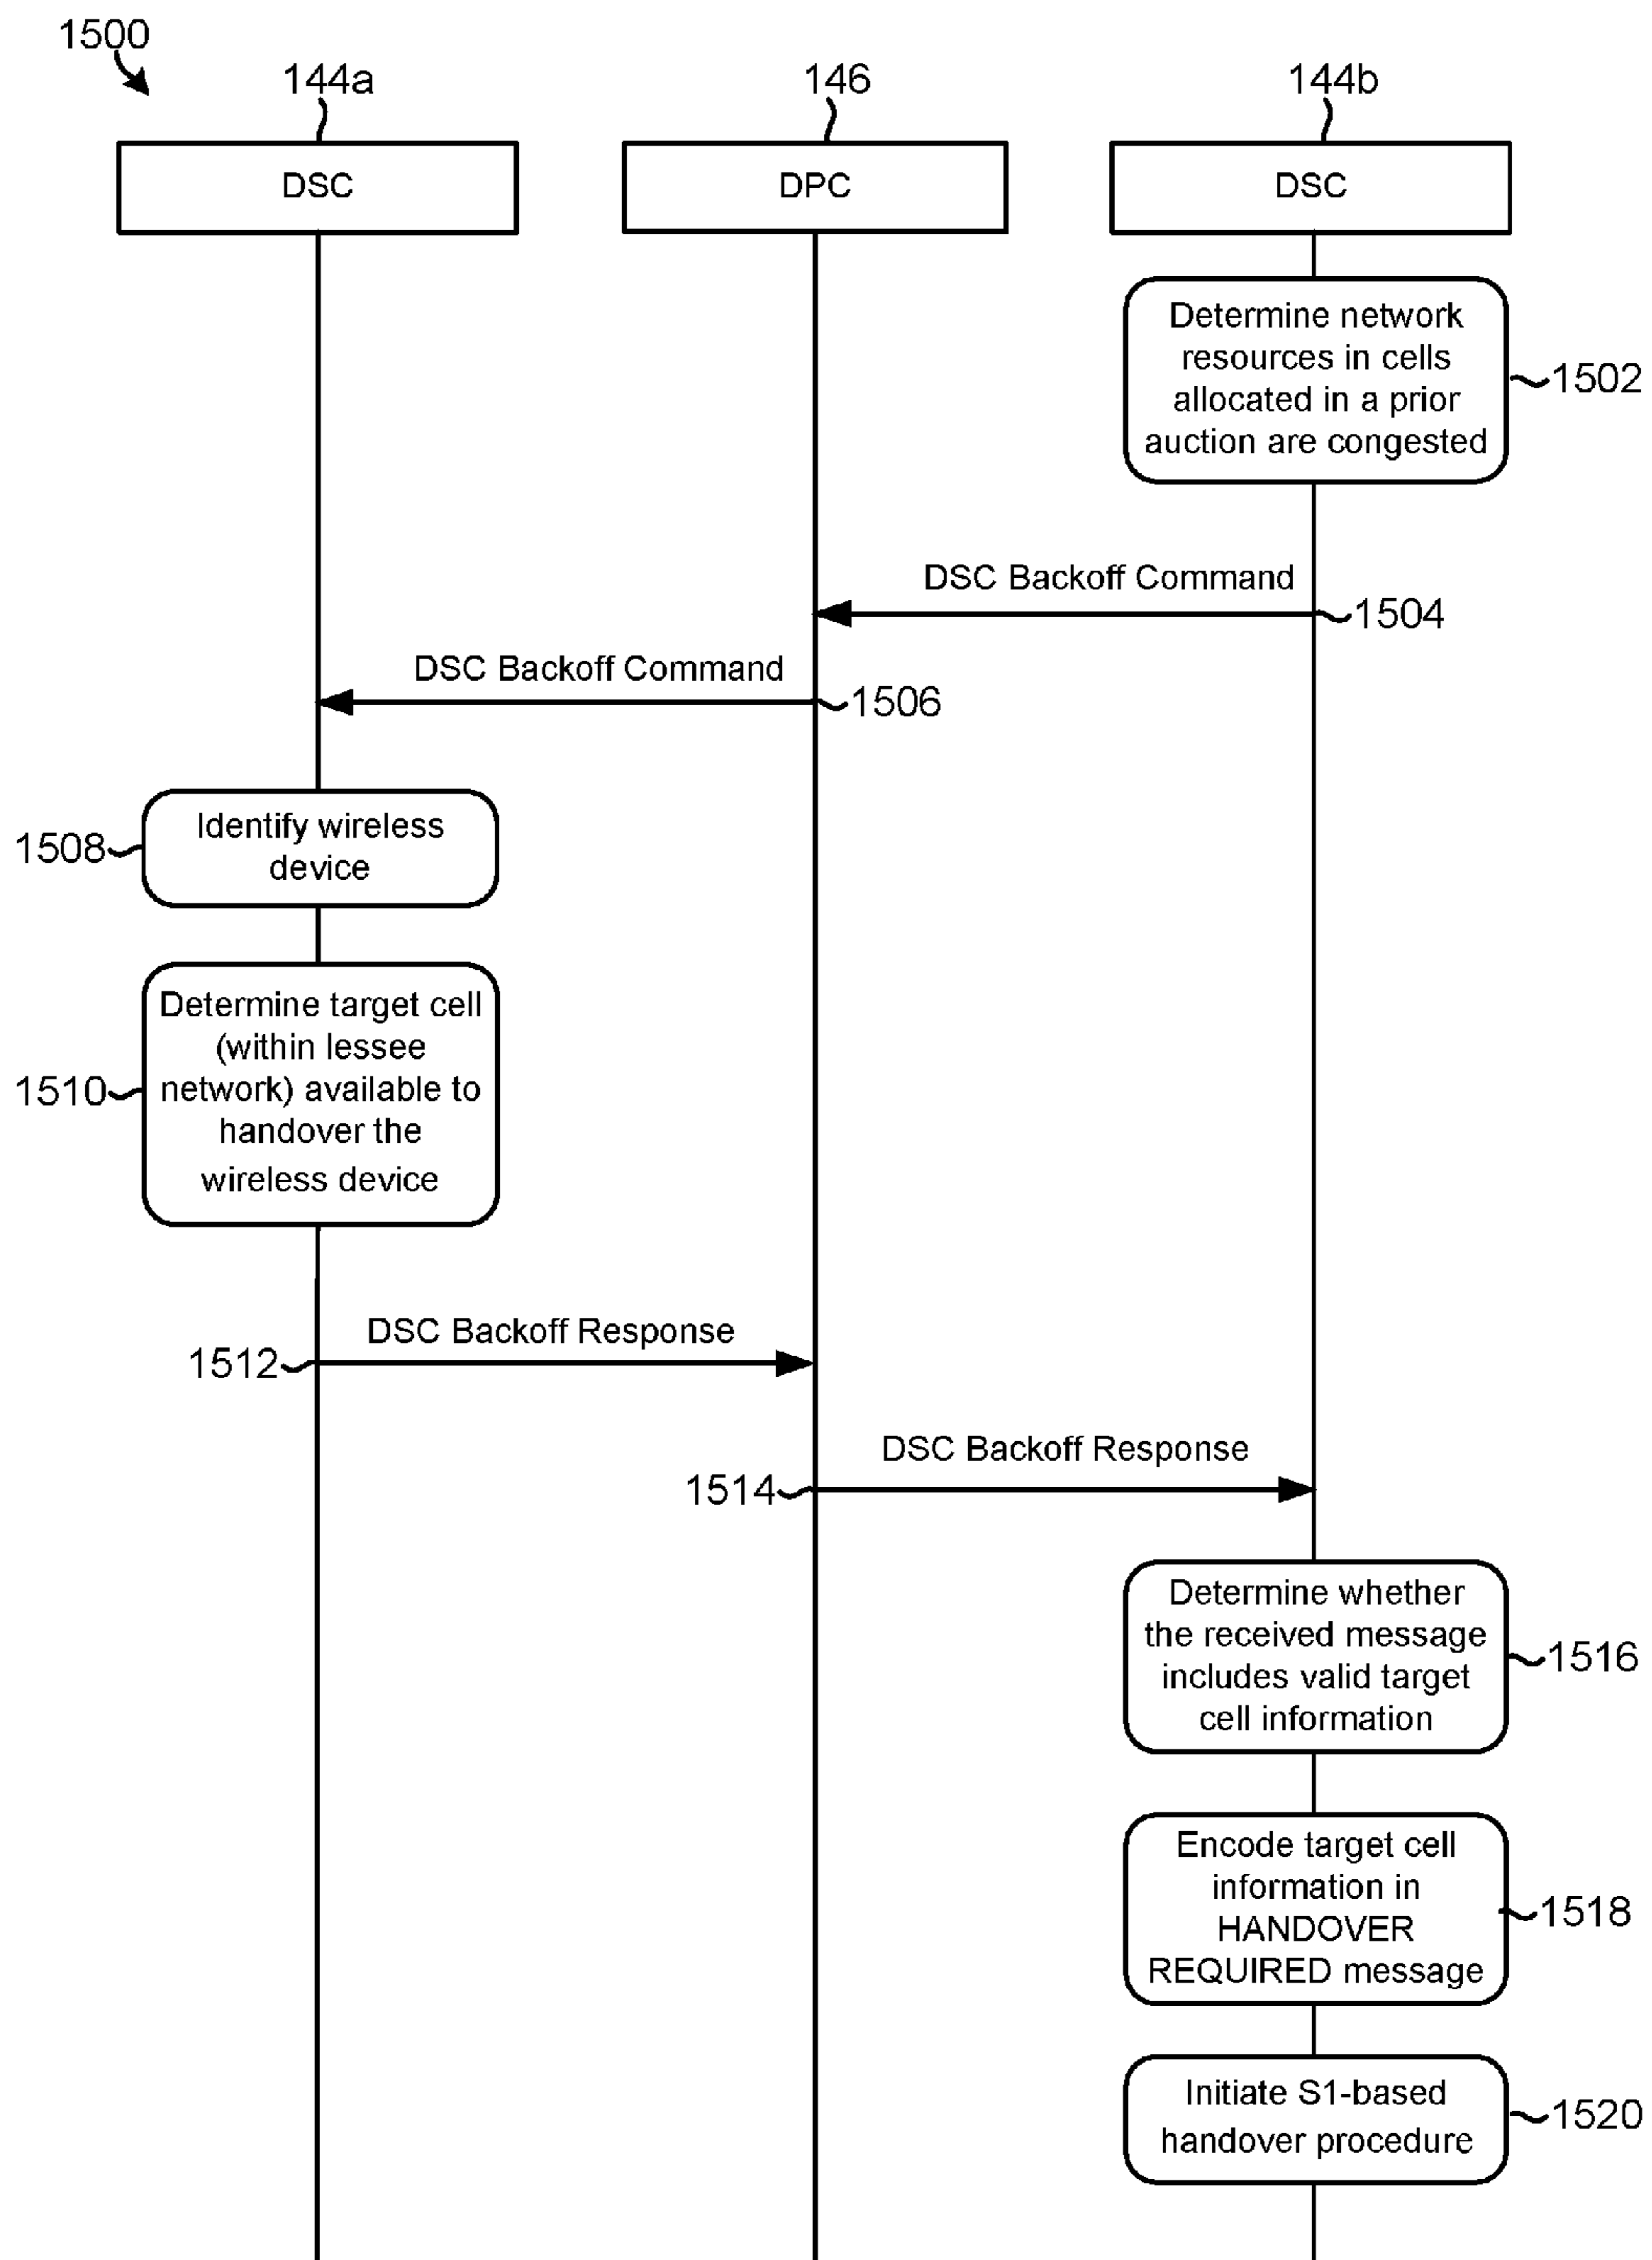 1500
144a
146
144b
DSC
DPC
DSC
Determine network
resources in cells
allocated in a prior
auction are congested
1502
DSC Backoff Command
1504
DSC Backoff Command
1506
Identify wireless
device
1508
Determine target cell
(within lessee
network) available to
handover the
wireless device
1510
DSC Backoff Response
1512
DSC Backoff Response
1514
Determine whether
the received message
includes valid target
cell information
1516
Encode target cell
information in
HANDOVER
REQUIRED message
1518
Initiate S1-based
handover procedure
1520